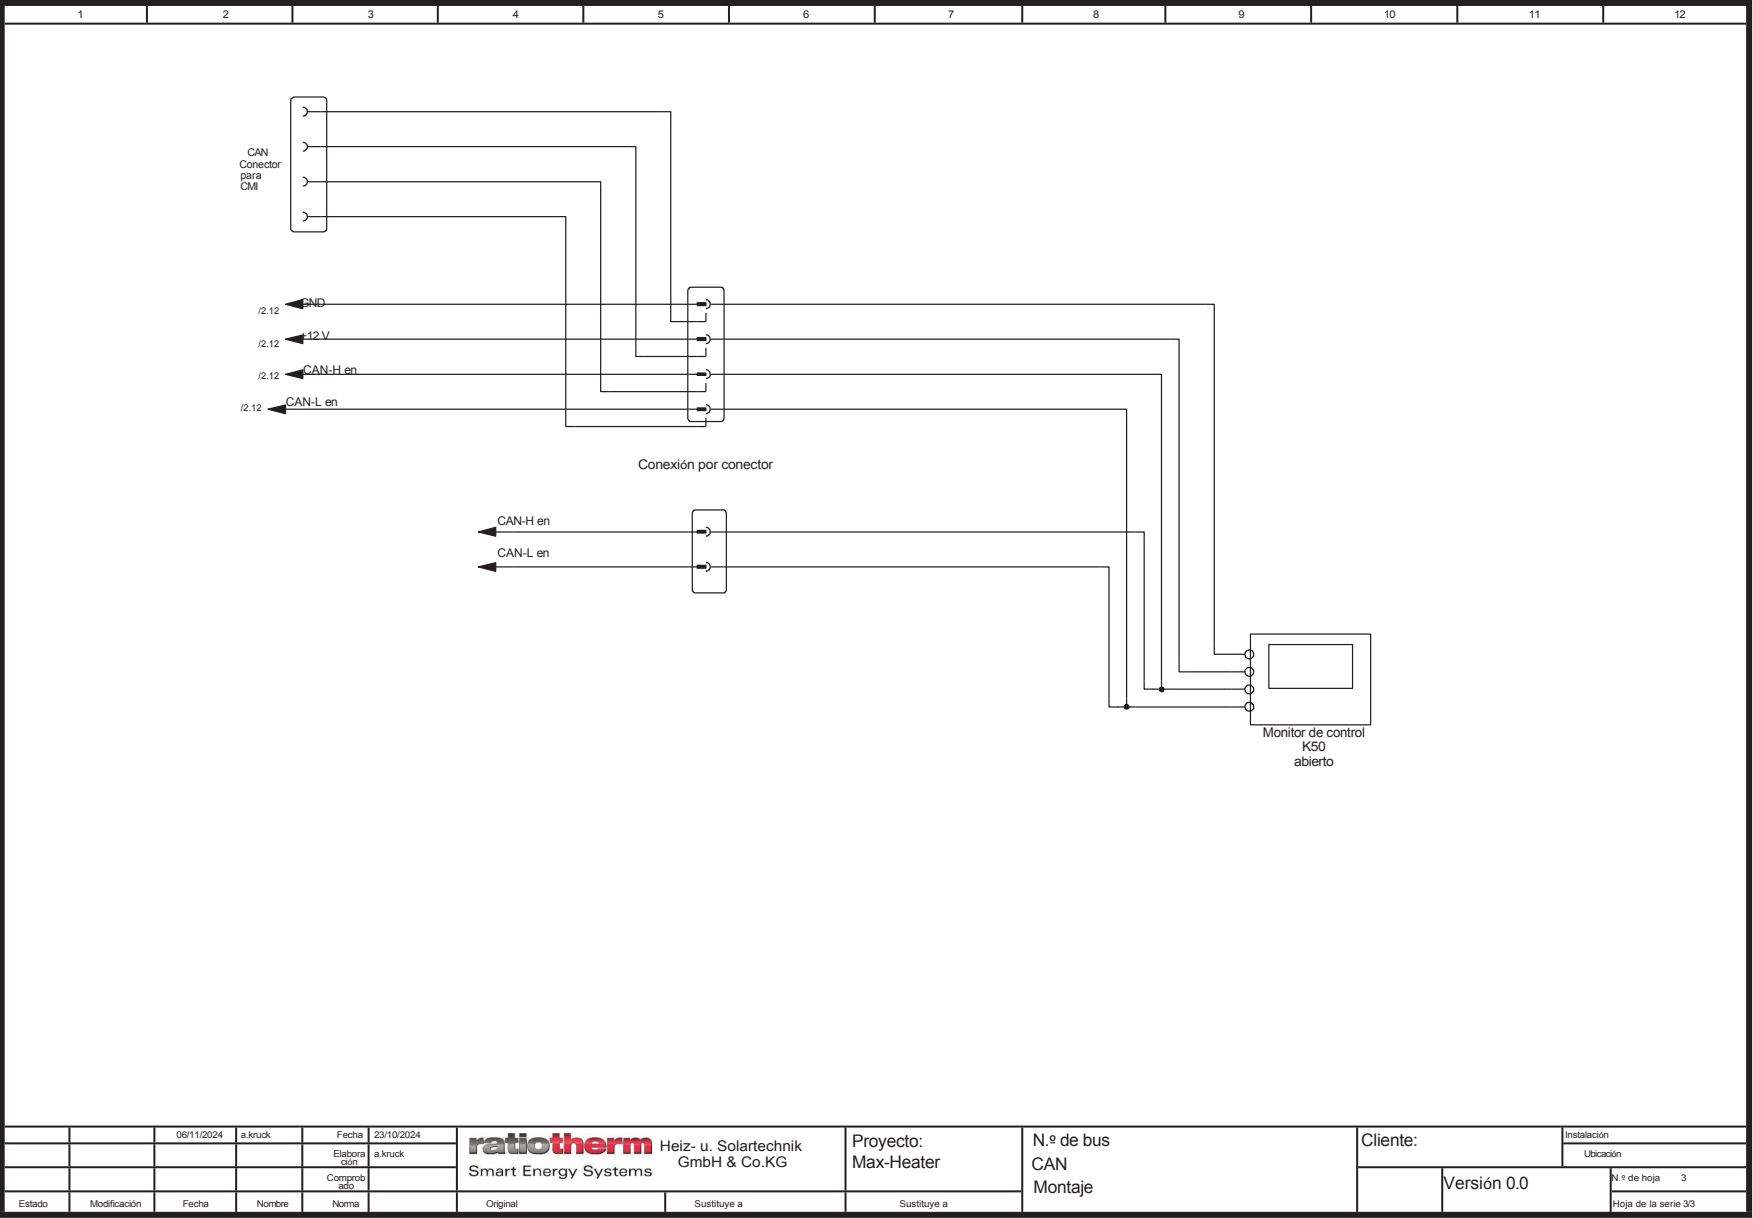 1 2 3 4 5 6 7 8 9 10 11 12
CAN
Conector
para
CMI
GND
/2.12
+12 V
/2.12
CAN-H en
/2.12
CAN-L en
/2.12
Conexión por conector
CAN-H en
CAN-L en
Monitor de control
K50
abierto
06/11/2024 a.kruck Fecha 23/10/2024
Elabora
ción
a.kruck
Comprob
ado
Estado Modificación Fecha Nombre Norma
ratiotherm
Smart Energy Systems
Heiz- u. Solartechnik
GmbH & Co.KG
Original Sustituye a Sustituye a
Proyecto:
Max-Heater
N.º de bus
CAN
Montaje
Cliente:
Versión 0.0
Instalación
Ubicación
N.º de hoja 3
Hoja de la serie 3/3